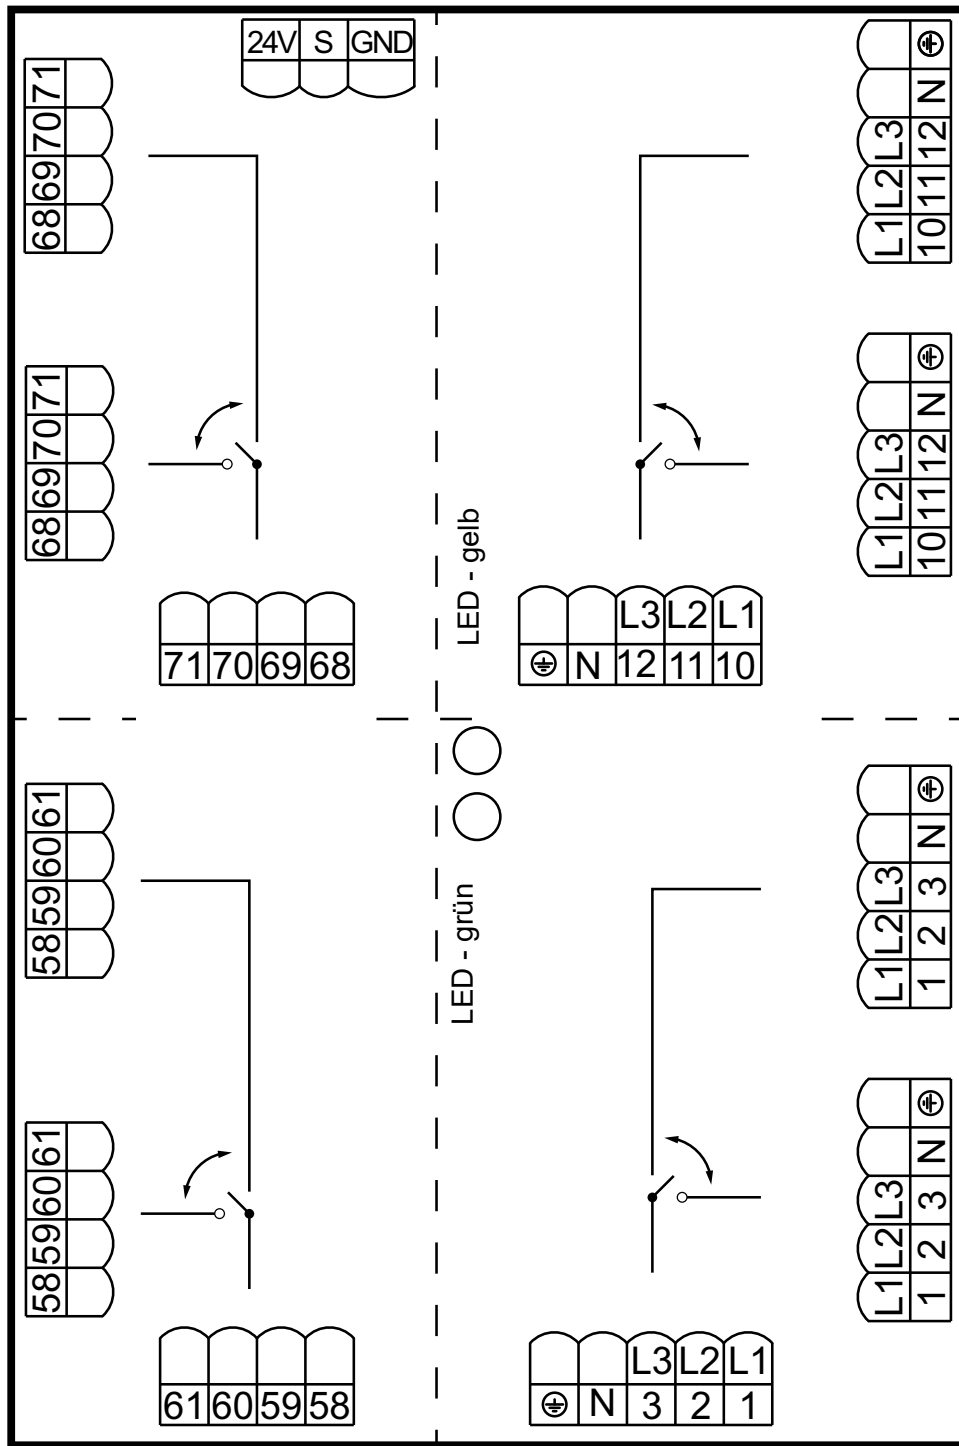 24V S GND
71
70
69
68
L3
L2
L1
N
12
11
10
71
70
69
68
L3
L2
L1
N
12
11
10
LED - gelb
71 70 69 68
L3 L2 L1
N 12 11 10
61
60
59
58
L3
L2
L1
N
3
2
1
LED - grün
61
60
59
58
L3
L2
L1
N
3
2
1
61 60 59 58
L3 L2 L1
N 3 2 1